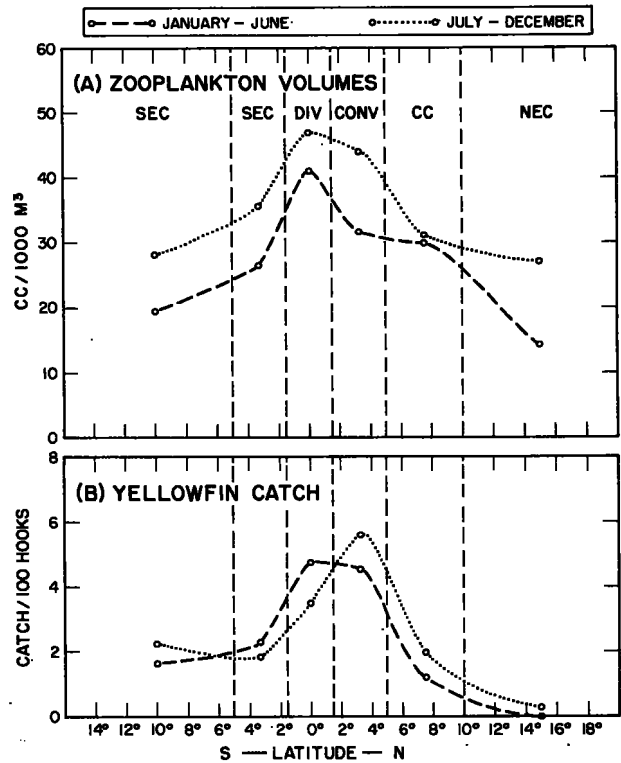 JANUARY – JUNE JULY – DECEMBER
(A) ZOOPLANKTON VOLUMES
SEC SEC DIV CONV CC NEC
CC/1000 M³
60
50
40
30
20
10
0
(B) YELLOWFIN CATCH
CATCH/100 HOOKS
8
6
4
2
0
14° 12° 10° 8° 6° 4° 2° 0° 2° 4° 6° 8° 10° 12° 14° 16° 18°
S — LATITUDE — N